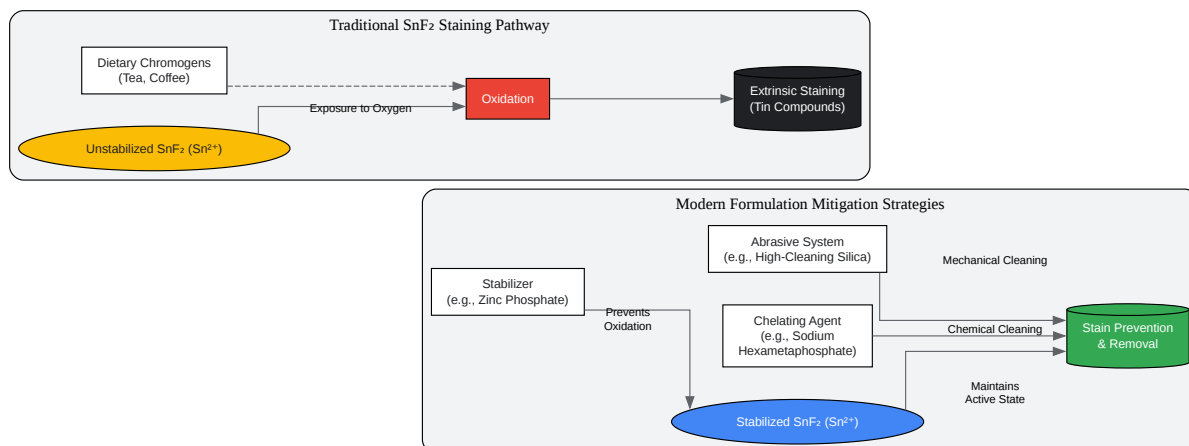 Traditional SnF₂ Staining Pathway
Dietary Chromogens
(Tea, Coffee)
Exposure to Oxygen
Oxidation
Extrinsic Staining
(Tin Compounds)
Unstabilized SnF₂ (Sn²⁺)
Modern Formulation Mitigation Strategies
Abrasive System
(e.g., High-Cleaning Silica)
Mechanical Cleaning
Stabilizer
(e.g., Zinc Phosphate)
Prevents
Oxidation
Chelating Agent
(e.g., Sodium
Hexametaphosphate)
Chemical Cleaning
Stain Prevention
& Removal
Maintains
Active State
Stabilized SnF₂ (Sn²⁺)